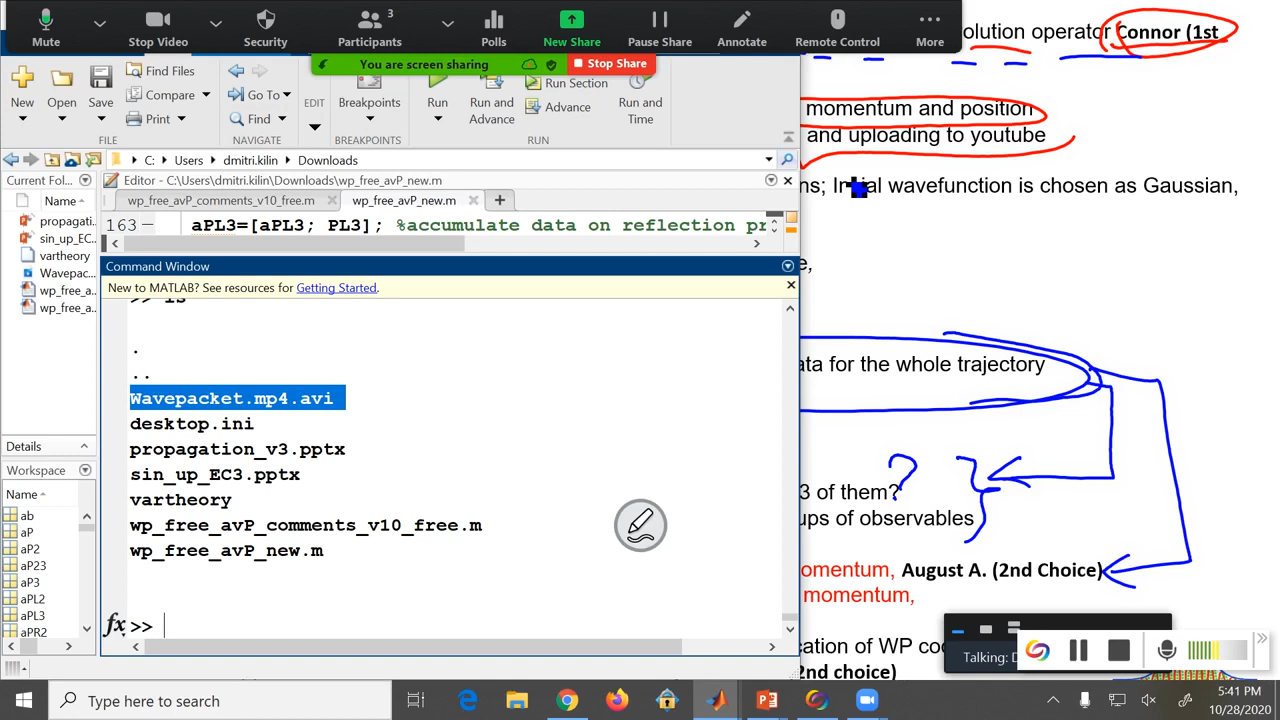 Mute
Stop Video
Security
Participants
3
Polls
New Share
Pause Share
Annotate
Remote Control
More
You are screen sharing
Stop Share
olution operator Connor (1st
New
Open
Save
Find Files
Compare
Print
Go To
Find
EDIT
Breakpoints
Run
Run and Advance
Run Section
Advance
Run and Time
FILE
NAVIGATE
BREAKPOINTS
RUN
momentum and position
and uploading to youtube
C: Users dmitri.kilin Downloads
Current Fol...
Editor - C:\Users\dmitri.kilin\Downloads\wp_free_avP_new.m
ns; Initial wavefunction is chosen as Gaussian,
Name
wp_free_avP_comments_v10_free.m
wp_free_avP_new.m
propagati...
sin_up_EC...
vartheory
Wavepac...
wp_free_a...
wp_free_a...
163
aPL3=[aPL3; PL3]; %accumulate data on reflection pr
Command Window
e,
New to MATLAB? See resources for Getting Started.
>> ls
.
..
Wavepacket.mp4.avi
desktop.ini
propagation_v3.pptx
sin_up_EC3.pptx
vartheory
wp_free_avP_comments_v10_free.m
wp_free_avP_new.m
fx >>
Details
Workspace
Name
ab
aP
aP2
aP23
aP3
aPL2
aPL3
aPR2
ata for the whole trajectory
?
3 of them?
ups of observables
omentum, August A. (2nd Choice)
momentum,
cation of WP co
2nd choice)
Talking: D
Type here to search
5:41 PM
10/28/2020